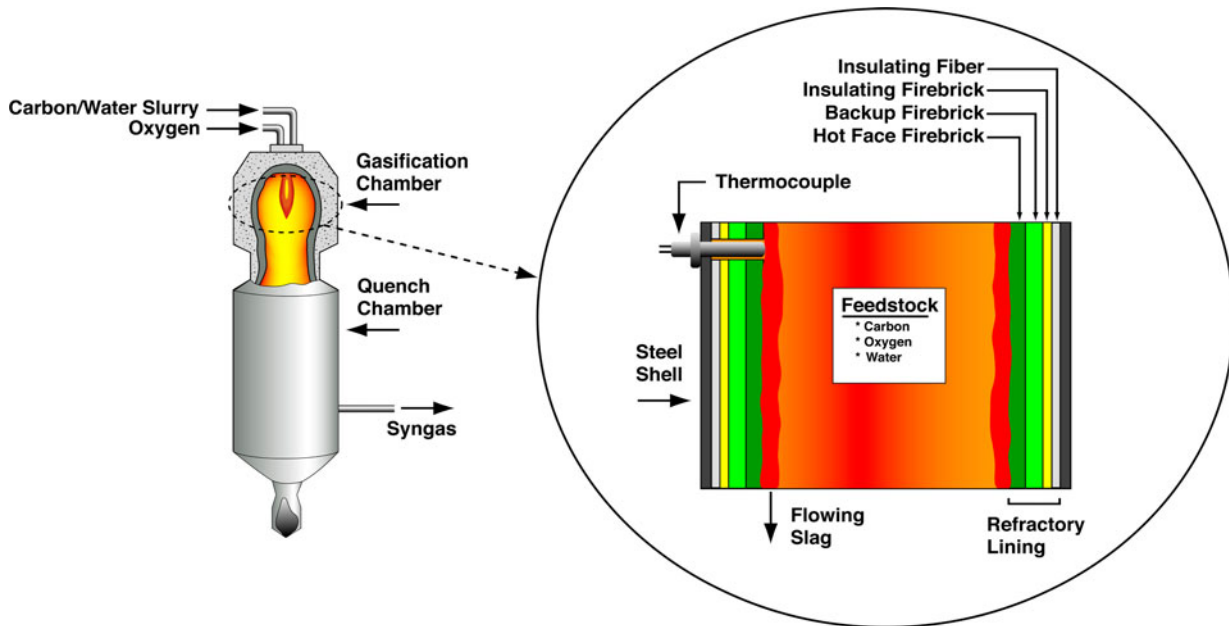 Carbon/Water Slurry
Oxygen
Gasification
Chamber
Quench
Chamber
Syngas
Insulating Fiber
Insulating Firebrick
Backup Firebrick
Hot Face Firebrick
Thermocouple
Feedstock
* Carbon
* Oxygen
* Water
Steel
Shell
Flowing
Slag
Refractory
Lining